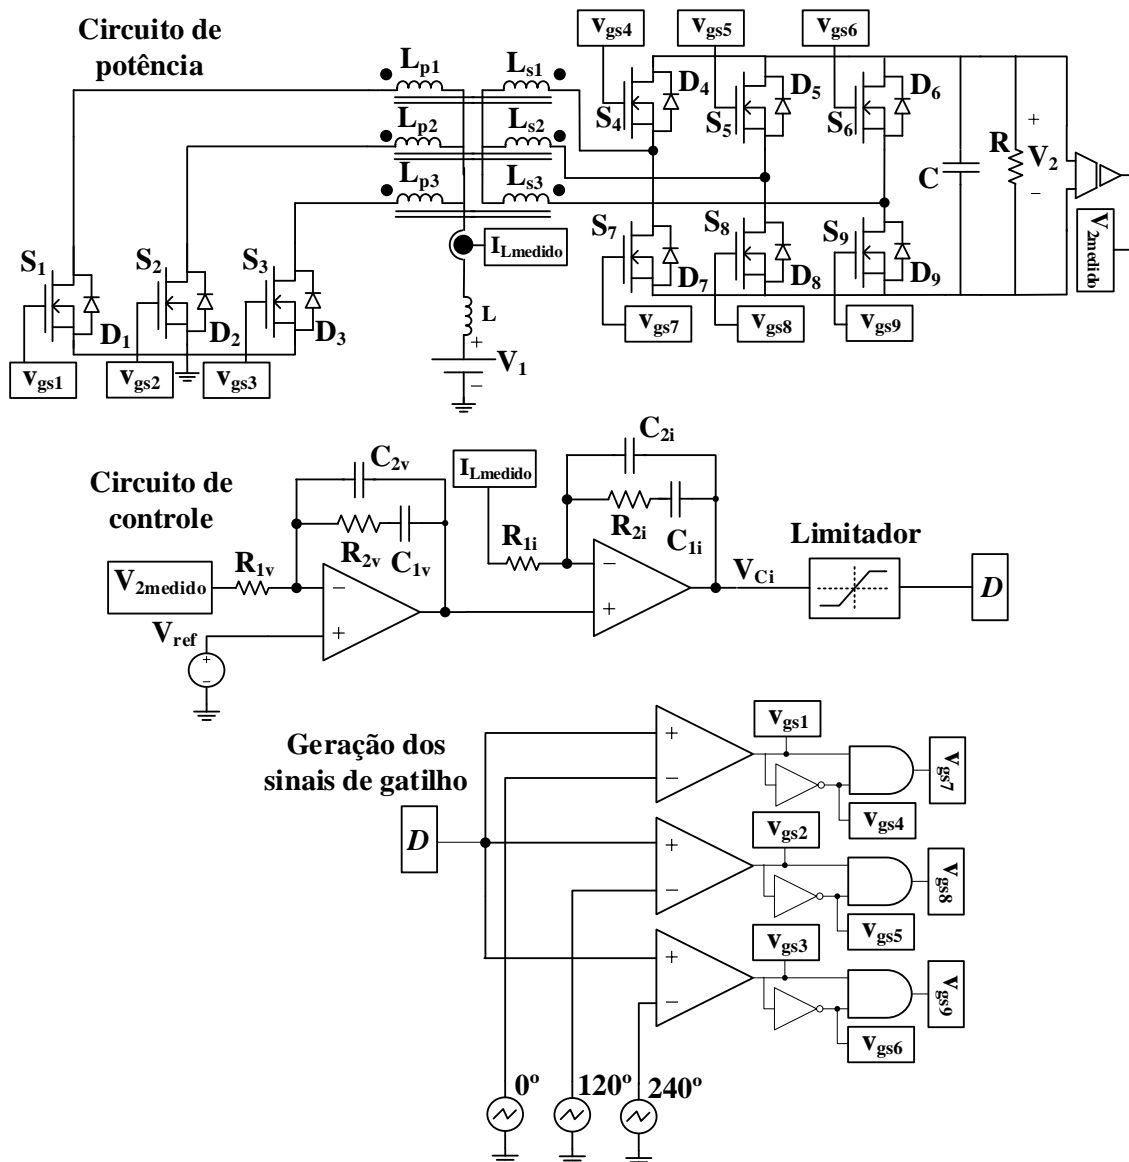 Circuito de
potência
Lp1
Ls1
Lp2
Ls2
Lp3
Ls3
vgs4
vgs5
vgs6
D4
D5
D6
S4
S5
S6
C
R
+
V2
−
V2medido
S7
S8
S9
D7
D8
D9
vgs7
vgs8
vgs9
ILmedido
L
+
V1
−
S1
S2
S3
D1
D2
D3
vgs1
vgs2
vgs3
Circuito de
controle
C2v
R2v
C1v
R1v
V2medido
Vref
+
−
−
+
ILmedido
C2i
R2i
C1i
R1i
−
+
VCi
Limitador
D
Geração dos
sinais de gatilho
D
+
−
vgs1
vgs4
vgs7
+
−
vgs2
vgs5
vgs8
+
−
vgs3
vgs6
vgs9
0º
120º
240º